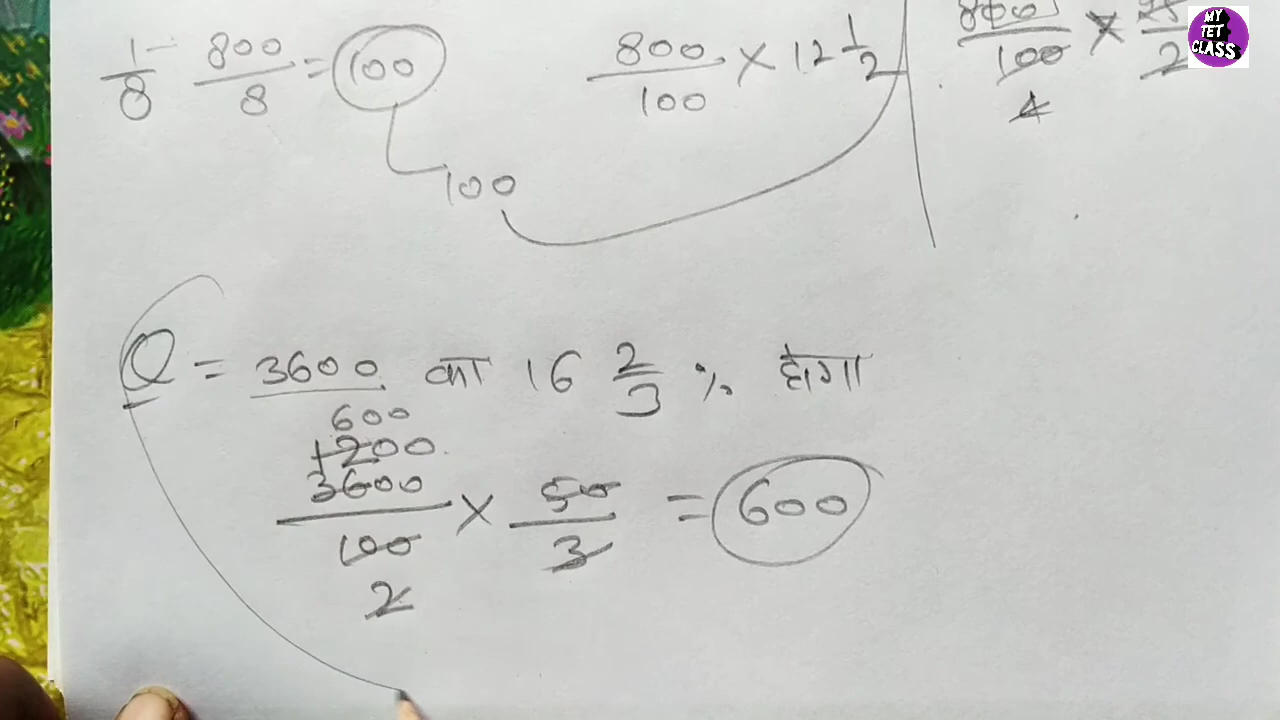 1/8 800/8 = 100
800/100 × 12 1/2
800/100 × 25/2
4
100
Q = 3600 का 16 2/3 % होगा
600
1200
3600/100 × 50/3 = 600
2
MY
TET
CLASS